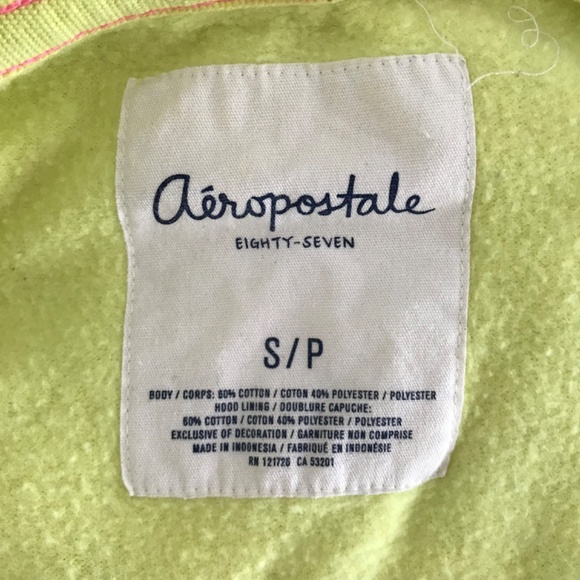 aéropostale
EIGHTY-SEVEN
S/P
BODY / CORPS: 60% COTTON / COTON 40% POLYESTER / POLYESTER
HOOD LINING / DOUBLURE CAPUCHE:
60% COTTON / COTON 40% POLYESTER / POLYESTER
EXCLUSIVE OF DECORATION / GARNITURE NON COMPRISE
MADE IN INDONESIA / FABRIQUÉ EN INDONÉSIE
RN 121726 CA 53201